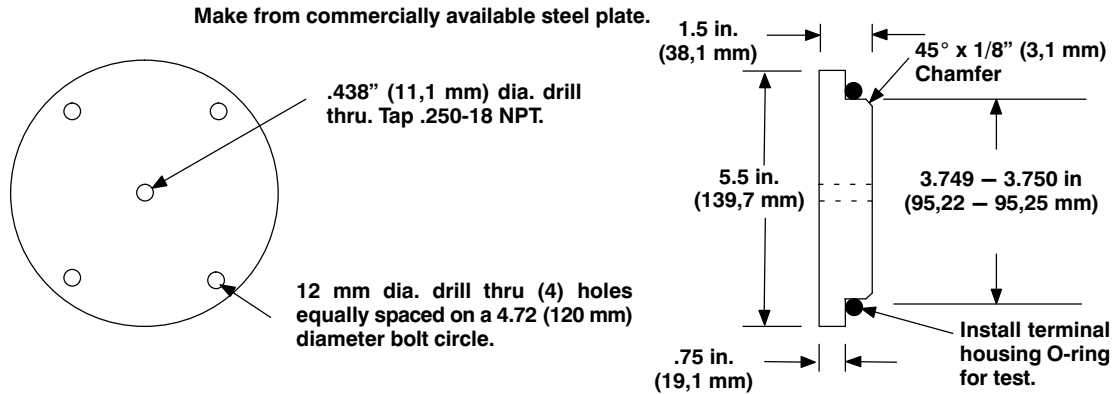 Make from commercially available steel plate.
.438” (11,1 mm) dia. drill
thru. Tap .250-18 NPT.
12 mm dia. drill thru (4) holes
equally spaced on a 4.72 (120 mm)
diameter bolt circle.
1.5 in.
(38,1 mm)
45° x 1/8” (3,1 mm)
Chamfer
5.5 in.
(139,7 mm)
3.749 – 3.750 in
(95,22 – 95,25 mm)
.75 in.
(19,1 mm)
Install terminal
housing O-ring
for test.